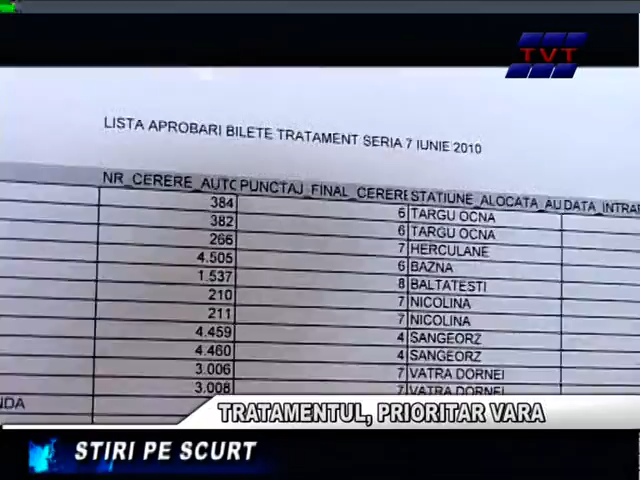 TVT
LISTA APROBARI BILETE TRATAMENT SERIA 7 IUNIE 2010
NR_CERERE_AUTO PUNCTAJ_FINAL_CERERE STATIUNE_ALOCATA_AU DATA_INTRAR
384 6 TARGU OCNA
382 6 TARGU OCNA
266 7 HERCULANE
4.505 6 BAZNA
1.537 8 BALTATESTI
210 7 NICOLINA
211 7 NICOLINA
4.459 4 SANGEORZ
4.460 4 SANGEORZ
3.006 7 VATRA DORNEI
3.008 7 VATRA DORNEI
NDA
TRATAMENTUL, PRIORITAR VARA
STIRI PE SCURT